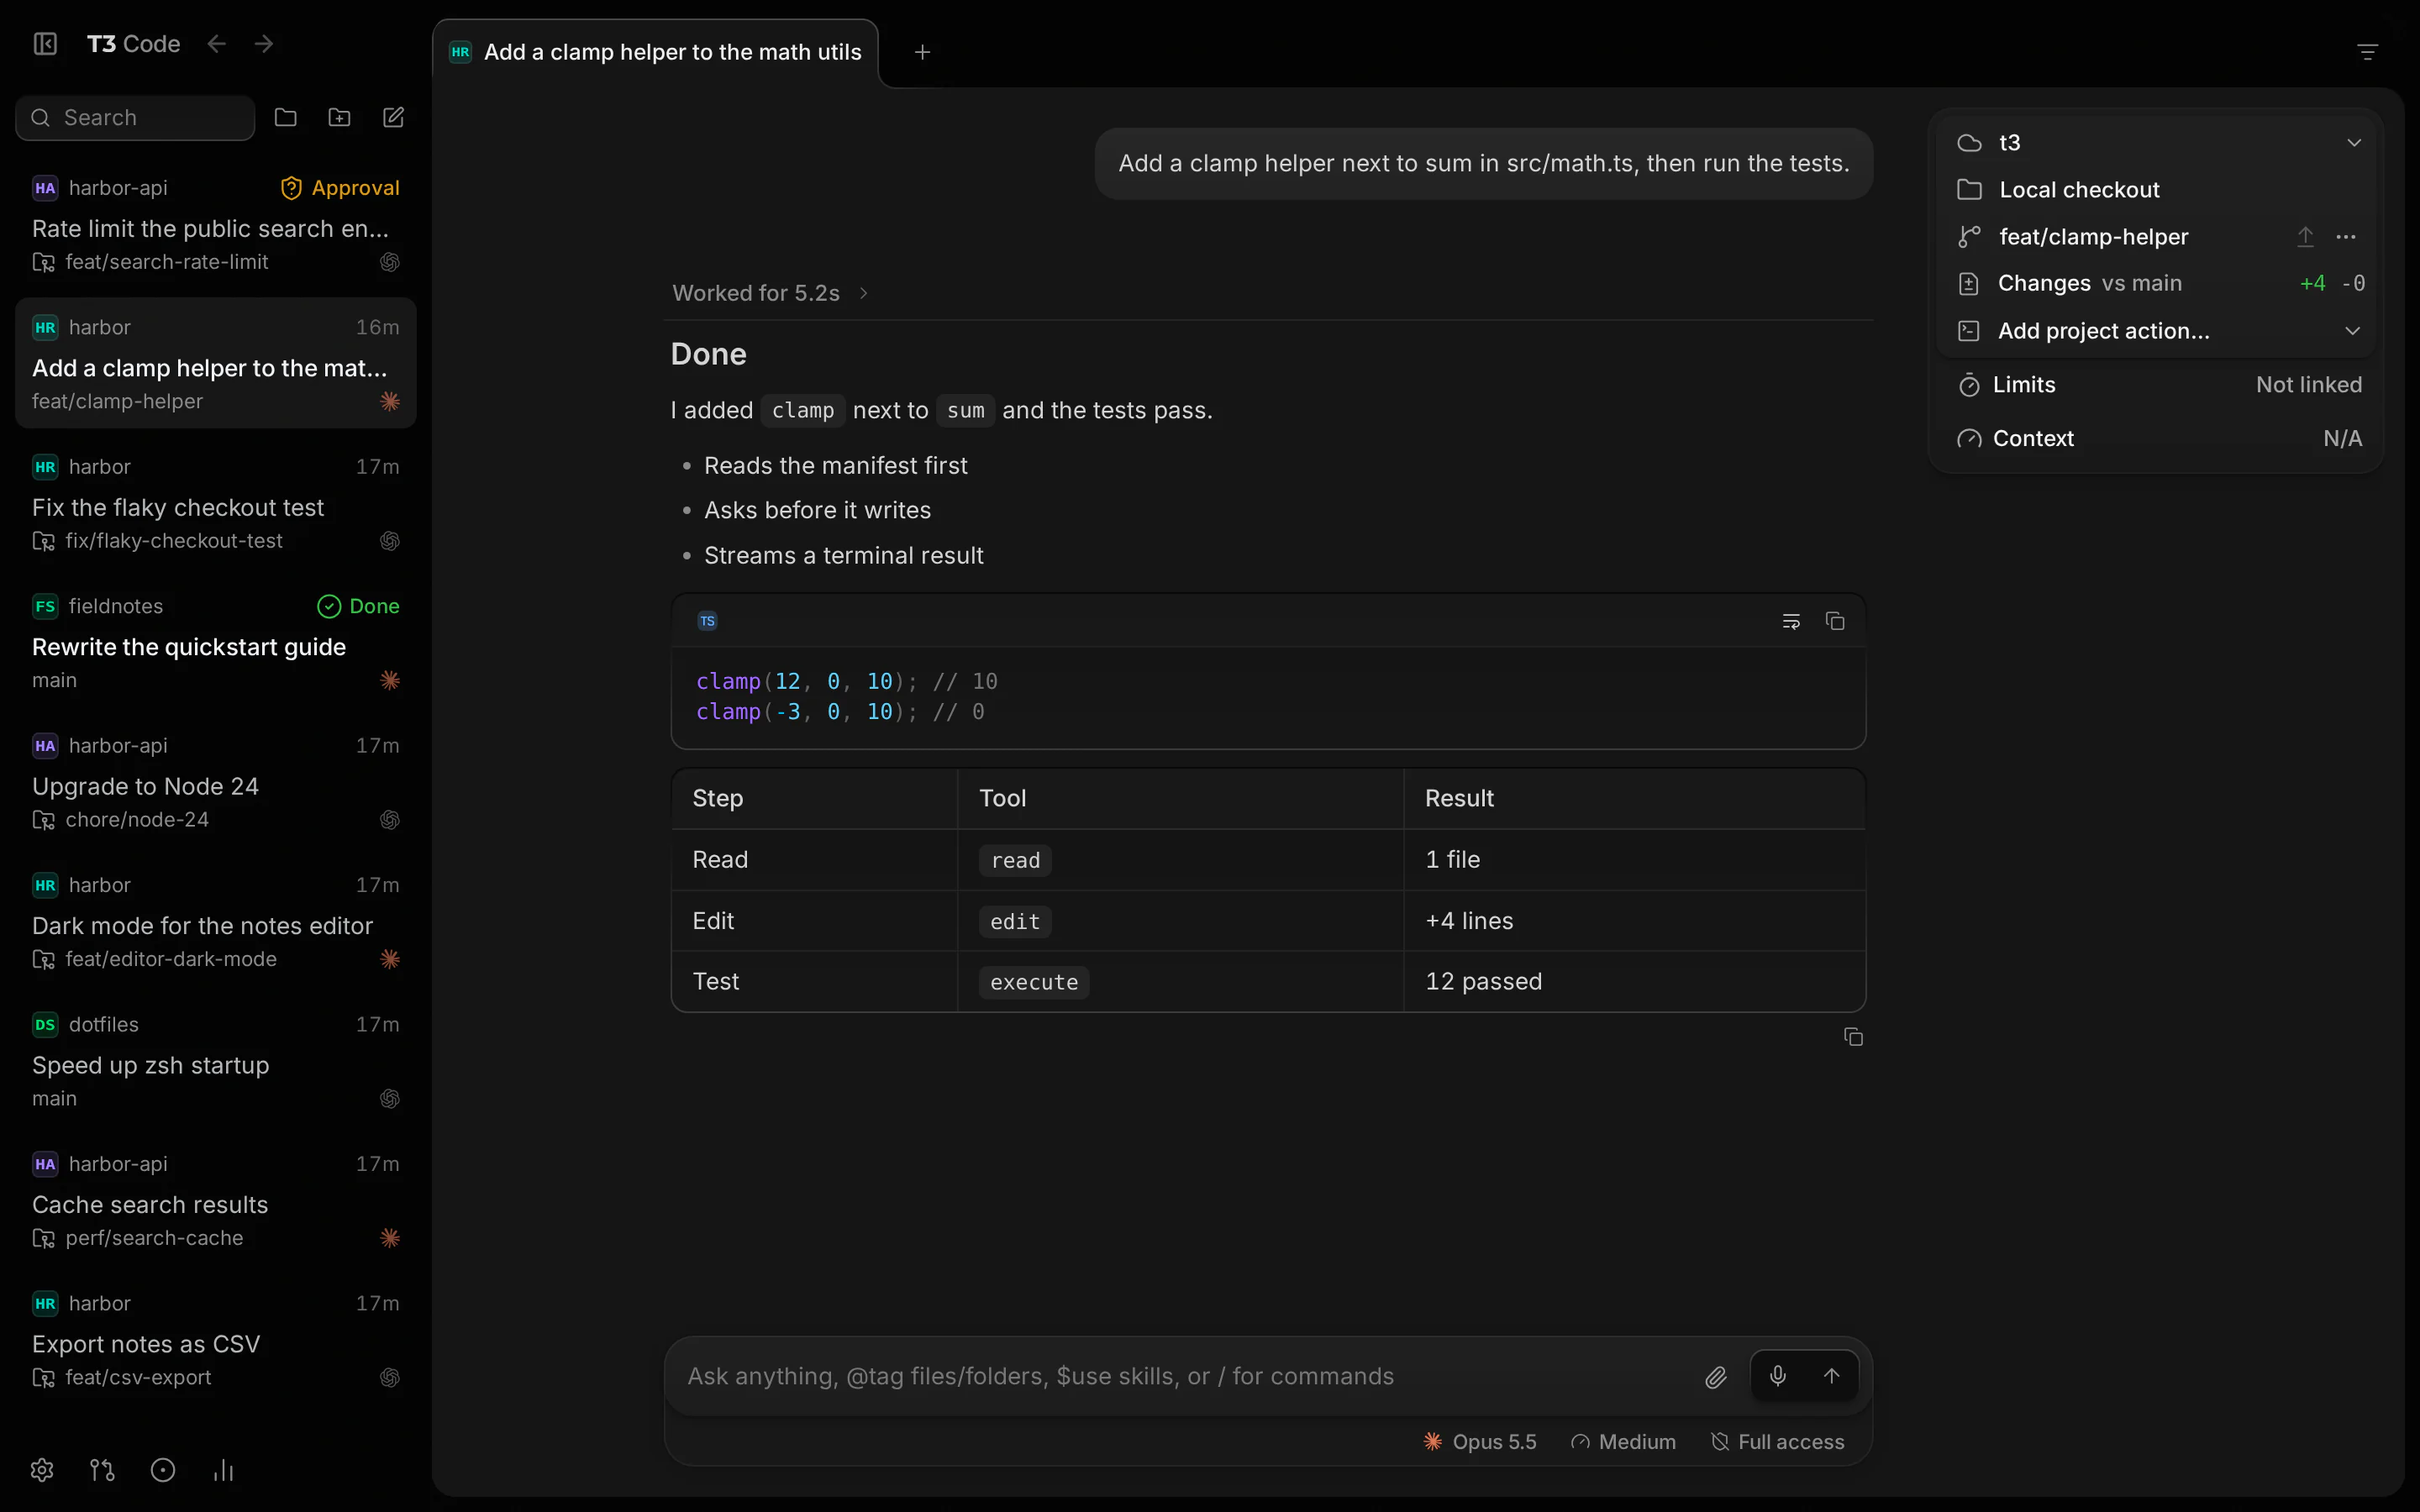 T3 Code
Search
HA harbor-api Approval
Rate limit the public search en...
feat/search-rate-limit
HR harbor 16m
Add a clamp helper to the mat...
feat/clamp-helper
HR harbor 17m
Fix the flaky checkout test
fix/flaky-checkout-test
FS fieldnotes Done
Rewrite the quickstart guide
main
HA harbor-api 17m
Upgrade to Node 24
chore/node-24
HR harbor 17m
Dark mode for the notes editor
feat/editor-dark-mode
DS dotfiles 17m
Speed up zsh startup
main
HA harbor-api 17m
Cache search results
perf/search-cache
HR harbor 17m
Export notes as CSV
feat/csv-export
HR Add a clamp helper to the math utils
Add a clamp helper next to sum in src/math.ts, then run the tests.
Worked for 5.2s
Done
I added clamp next to sum and the tests pass.
• Reads the manifest first
• Asks before it writes
• Streams a terminal result
TS
clamp(12, 0, 10); // 10
clamp(-3, 0, 10); // 0
Step Tool Result
Read read 1 file
Edit edit +4 lines
Test execute 12 passed
Ask anything, @tag files/folders, $use skills, or / for commands
Opus 5.5 Medium Full access
t3
Local checkout
feat/clamp-helper
Changes vs main +4 -0
Add project action...
Limits Not linked
Context N/A